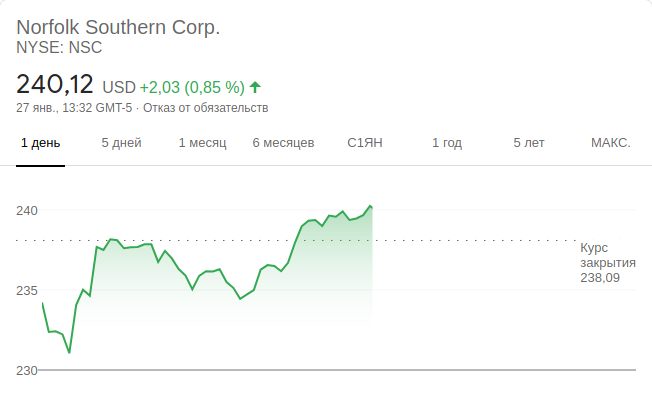 Norfolk Southern Corp.
NYSE: NSC
240,12 USD +2,03 (0,85 %)
27 янв., 13:32 GMT-5 · Отказ от обязательств
1 день 5 дней 1 месяц 6 месяцев С1ЯН 1 год 5 лет МАКС.
240
Курс
закрытия
238,09
235
230